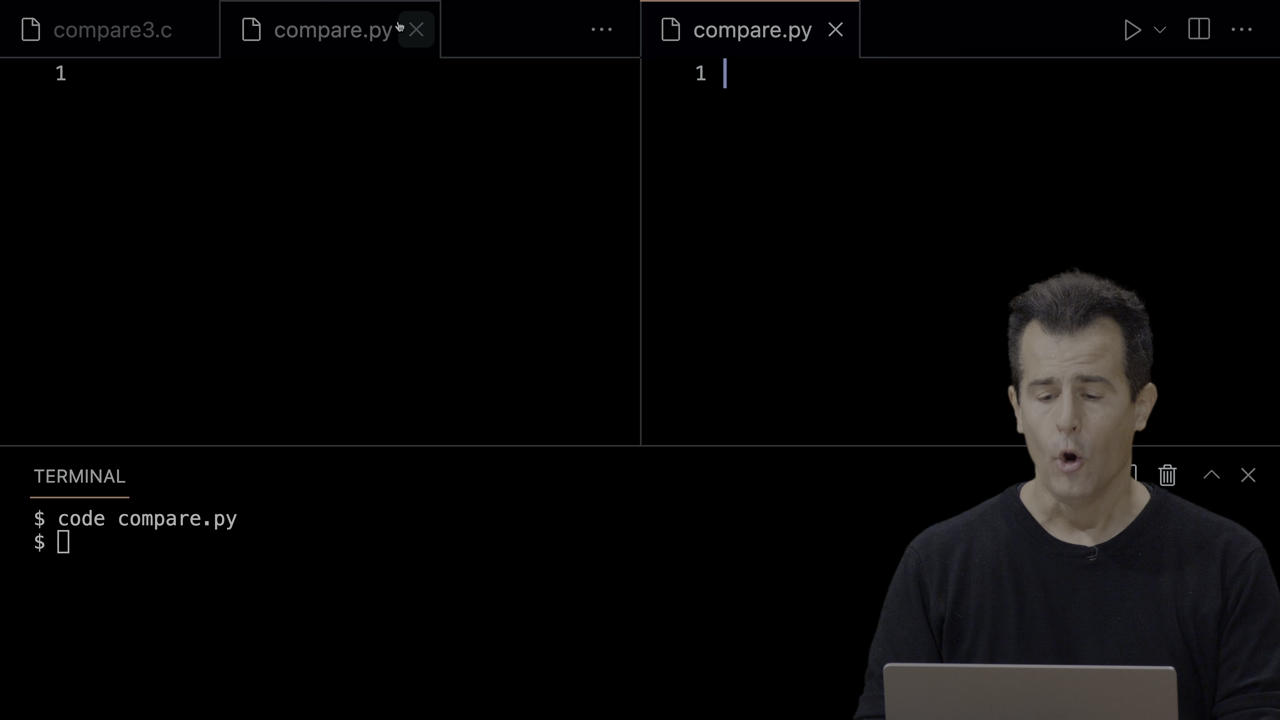 compare3.c
compare.py
compare.py
1
1
TERMINAL
$ code compare.py
$